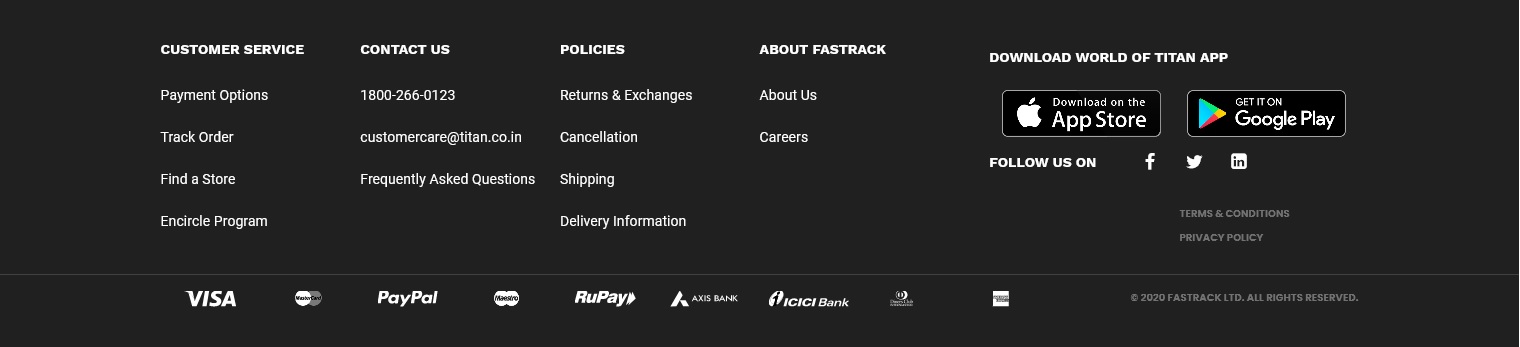 CUSTOMER SERVICE
Payment Options
Track Order
Find a Store
Encircle Program
CONTACT US
1800-266-0123
customercare@titan.co.in
Frequently Asked Questions
POLICIES
Returns & Exchanges
Cancellation
Shipping
Delivery Information
ABOUT FASTRACK
About Us
Careers
DOWNLOAD WORLD OF TITAN APP
Download on the
App Store
GET IT ON
Google Play
FOLLOW US ON
TERMS & CONDITIONS
PRIVACY POLICY
VISA
MasterCard
PayPal
Maestro
RuPay
AXIS BANK
ICICI Bank
Diners Club
INTERNATIONAL
© 2020 FASTRACK LTD. ALL RIGHTS RESERVED.